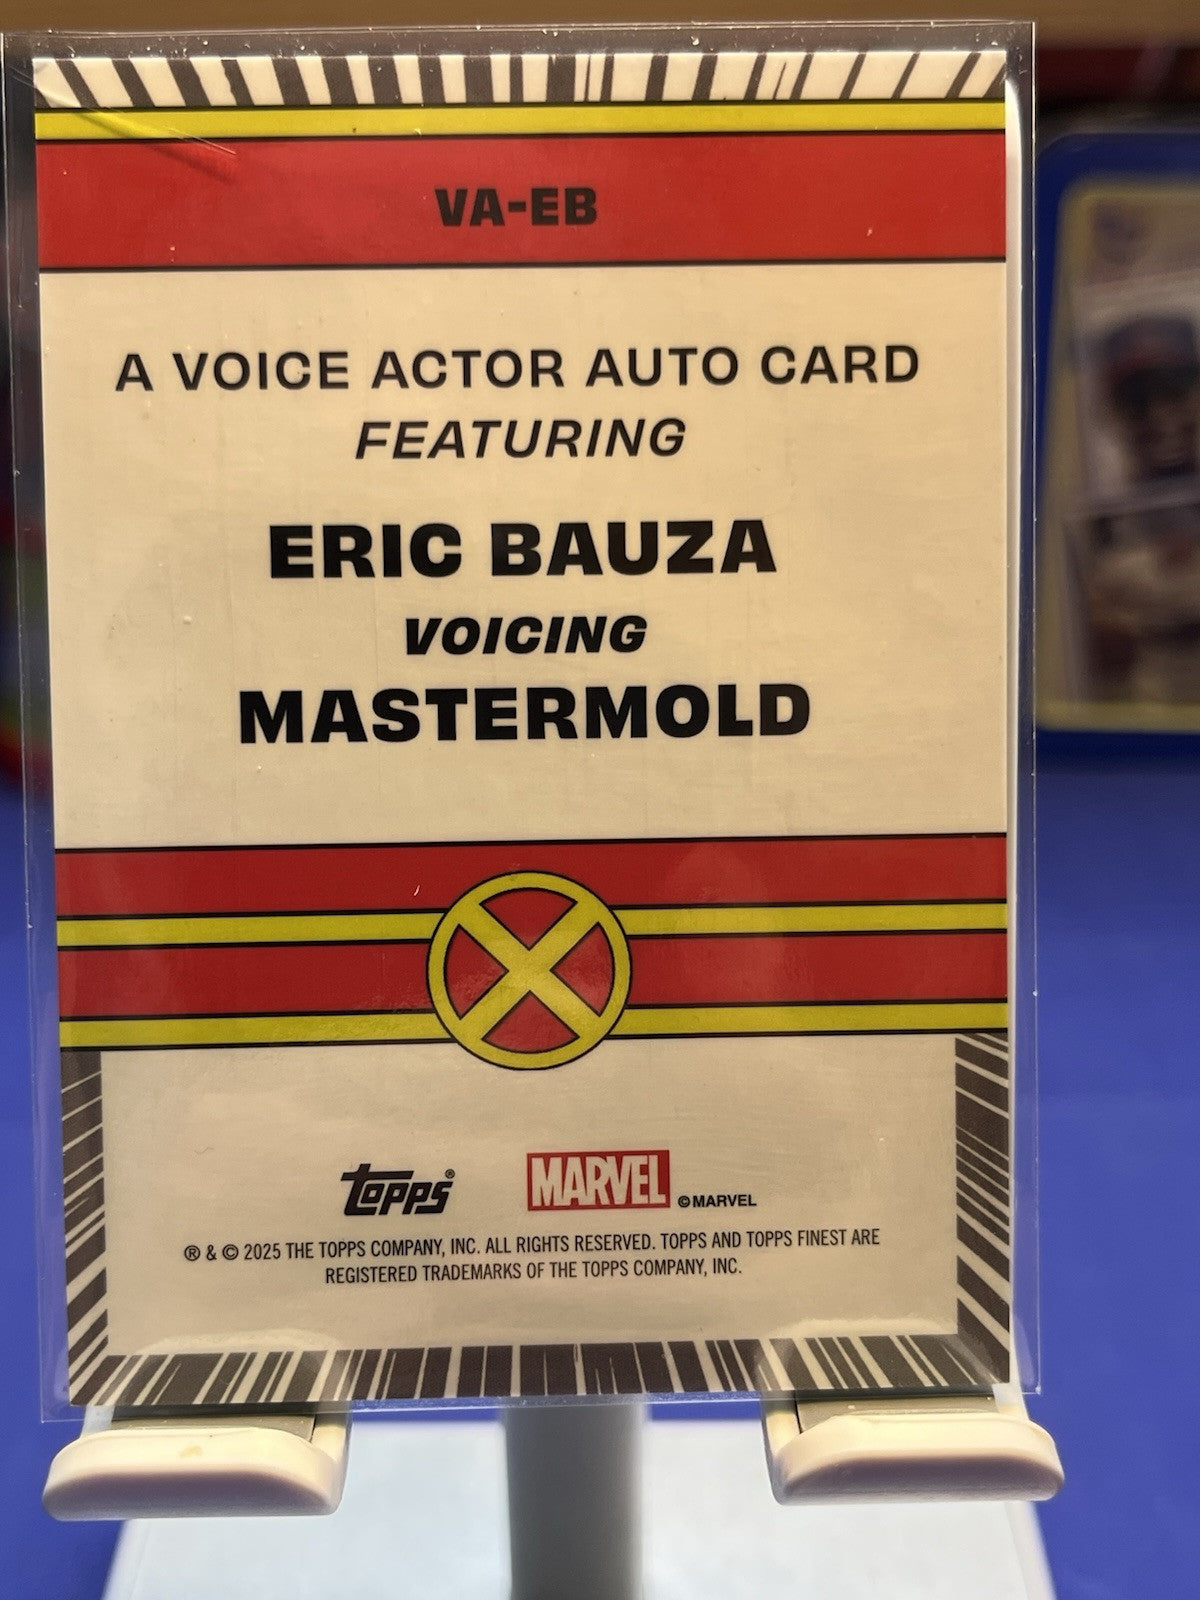 VA-EB
A VOICE ACTOR AUTO CARD
FEATURING
ERIC BAUZA
VOICING
MASTERMOLD
Topps®
MARVEL ©MARVEL
® & © 2025 THE TOPPS COMPANY, INC. ALL RIGHTS RESERVED. TOPPS AND TOPPS FINEST ARE
REGISTERED TRADEMARKS OF THE TOPPS COMPANY, INC.